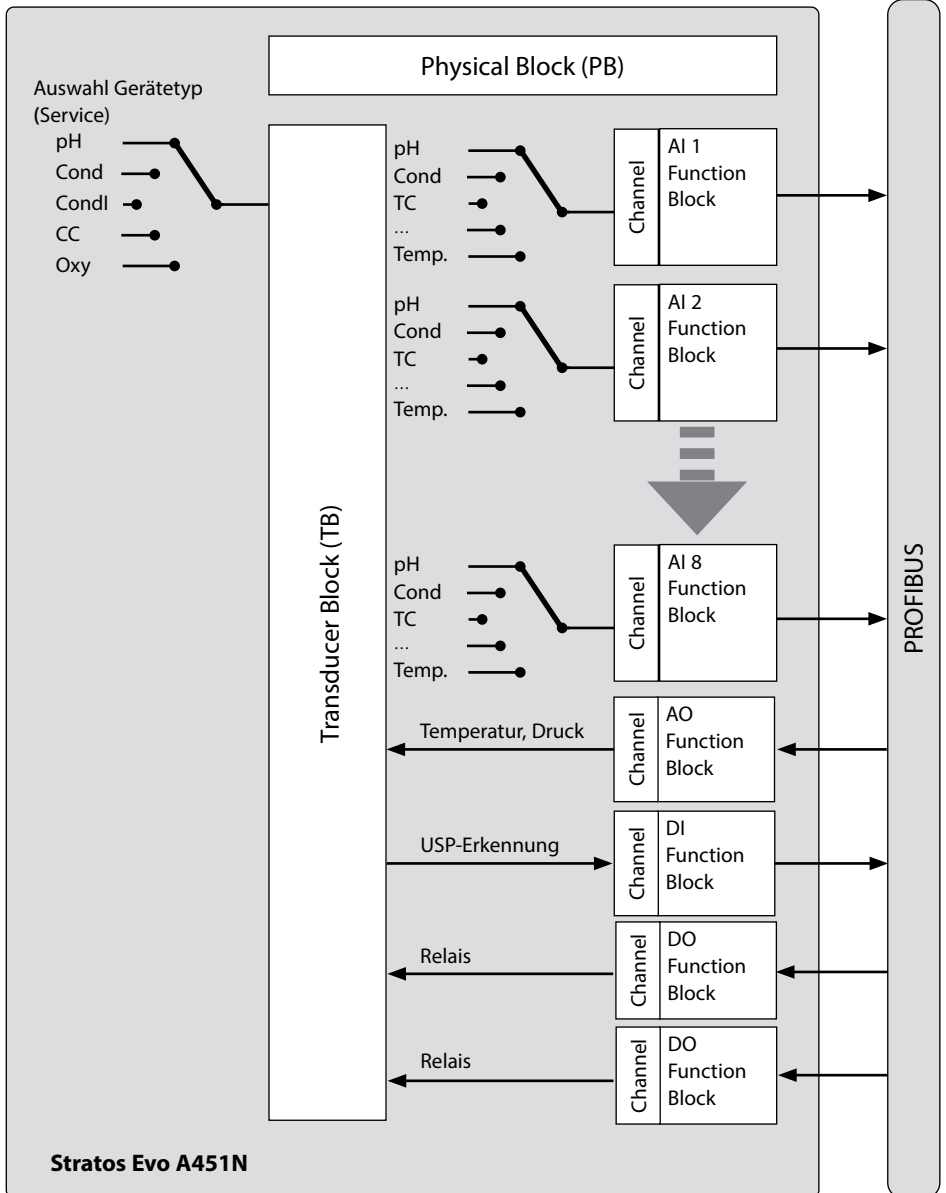 Physical Block (PB)
Auswahl Gerätetyp
(Service)
pH
Cond
CondI
CC
Oxy
Transducer Block (TB)
pH
Cond
TC
...
Temp.
Channel
AI 1
Function
Block
pH
Cond
TC
...
Temp.
Channel
AI 2
Function
Block
pH
Cond
TC
...
Temp.
Channel
AI 8
Function
Block
Temperatur, Druck
Channel
AO
Function
Block
USP-Erkennung
Channel
DI
Function
Block
Relais
Channel
DO
Function
Block
Relais
Channel
DO
Function
Block
PROFIBUS
Stratos Evo A451N